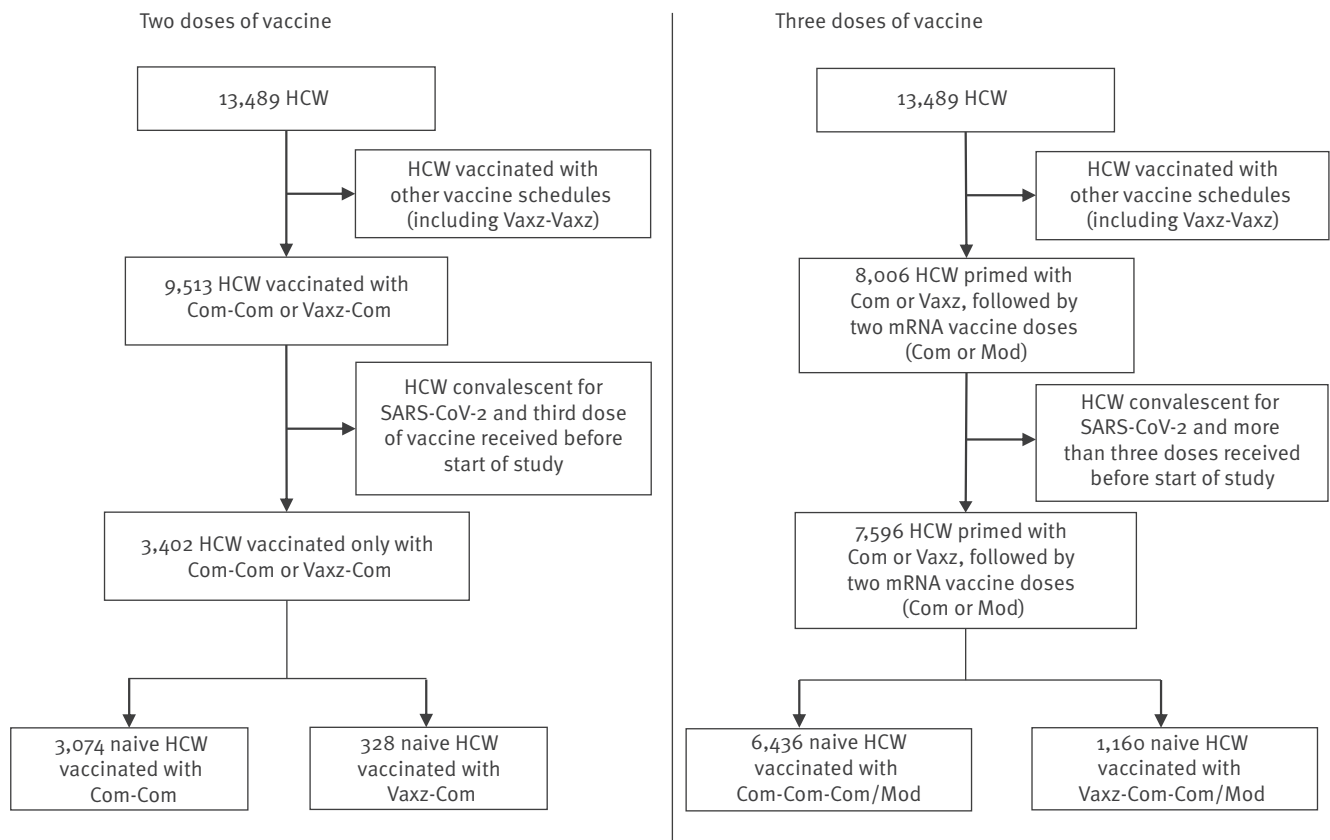 Two doses of vaccine
13,489 HCW
HCW vaccinated with
other vaccine schedules
(including Vaxz-Vaxz)
9,513 HCW vaccinated with
Com-Com or Vaxz-Com
HCW convalescent for
SARS-CoV-2 and third dose
of vaccine received before
start of study
3,402 HCW vaccinated only with
Com-Com or Vaxz-Com
3,074 naive HCW
vaccinated with
Com-Com
328 naive HCW
vaccinated with
Vaxz-Com
Three doses of vaccine
13,489 HCW
HCW vaccinated with
other vaccine schedules
(including Vaxz-Vaxz)
8,006 HCW primed with
Com or Vaxz, followed by
two mRNA vaccine doses
(Com or Mod)
HCW convalescent for
SARS-CoV-2 and more
than three doses received
before start of study
7,596 HCW primed with
Com or Vaxz, followed by
two mRNA vaccine doses
(Com or Mod)
6,436 naive HCW
vaccinated with
Com-Com-Com/Mod
1,160 naive HCW
vaccinated with
Vaxz-Com-Com/Mod